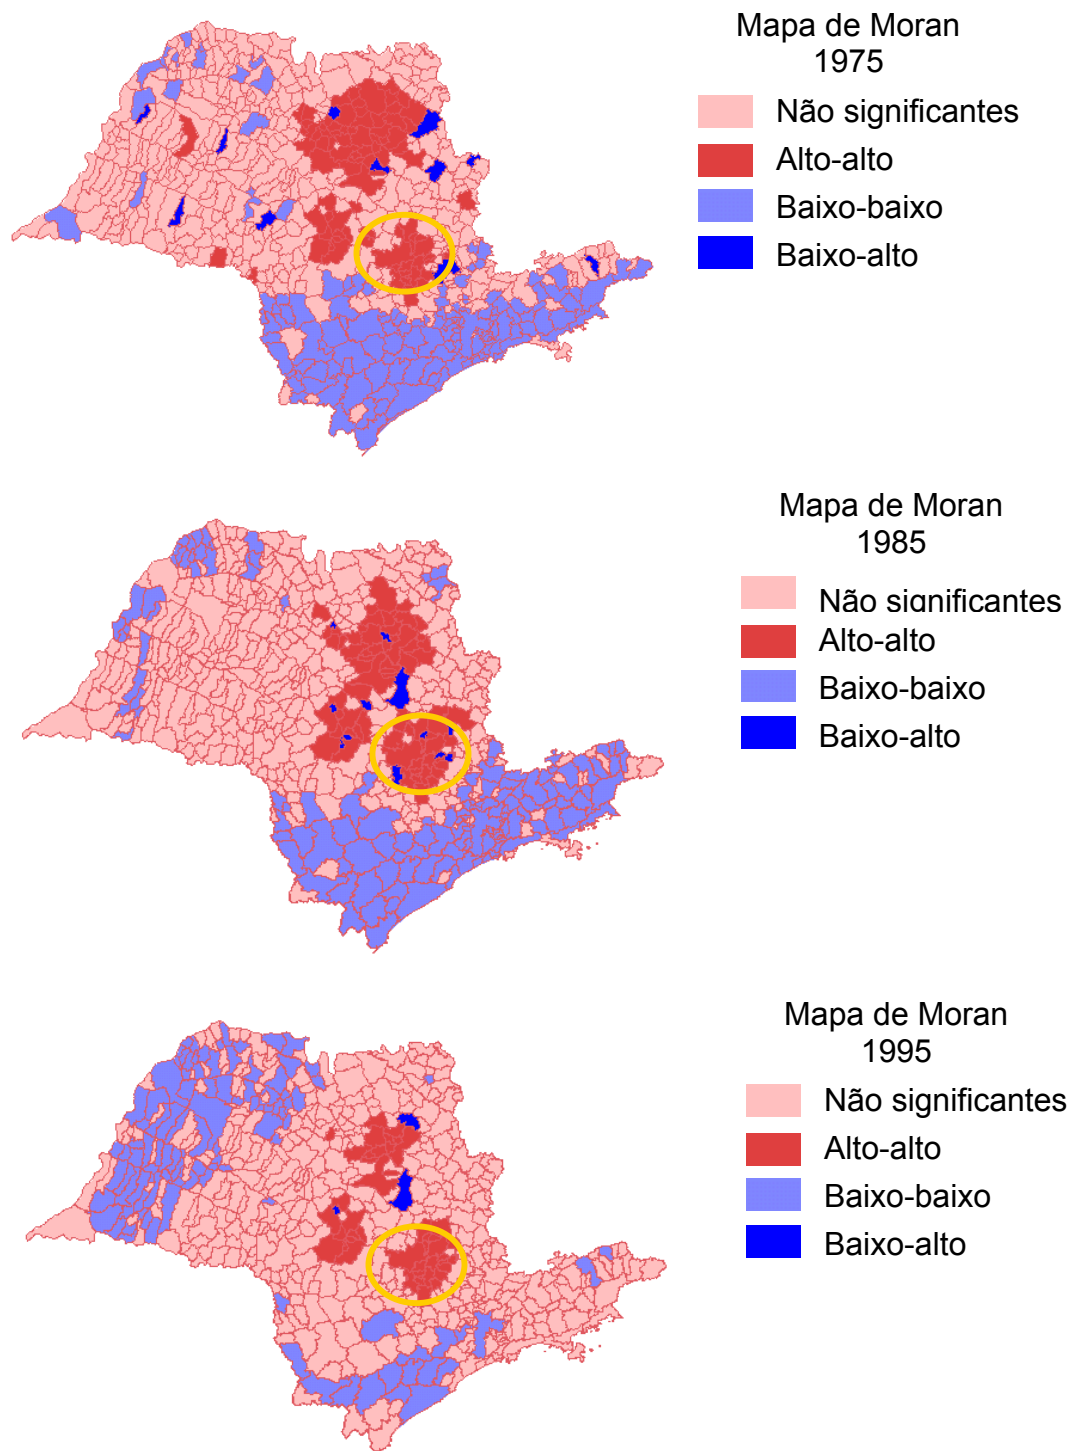 Mapa de Moran
1975
Não significantes
Alto-alto
Baixo-baixo
Baixo-alto
Mapa de Moran
1985
Não significantes
Alto-alto
Baixo-baixo
Baixo-alto
Mapa de Moran
1995
Não significantes
Alto-alto
Baixo-baixo
Baixo-alto